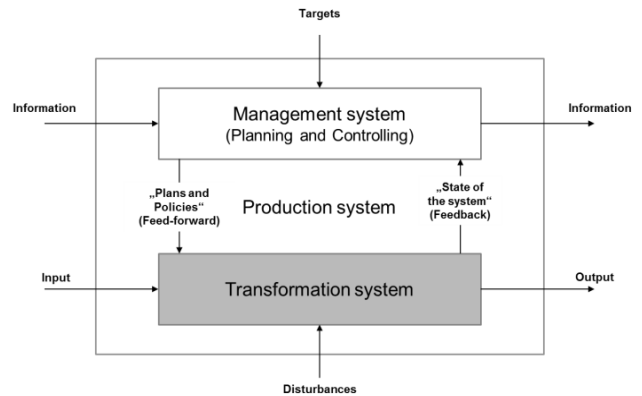 Targets
Information
Management system
(Planning and Controlling)
Information
„Plans and
Policies“
(Feed-forward)
Production system
„State of
the system“
(Feedback)
Input
Transformation system
Output
Disturbances